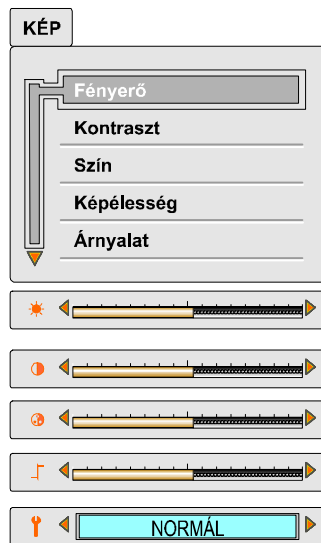 KÉP
Fényerő
Kontraszt
Szín
Képélesség
Árnyalat
NORMÁL